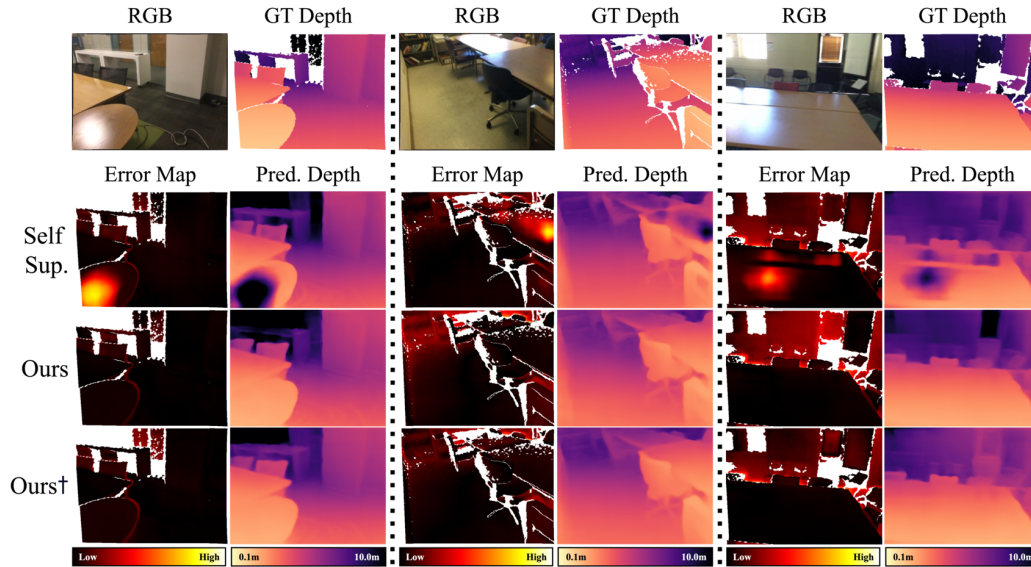 RGB GT Depth RGB GT Depth RGB GT Depth
Error Map Pred. Depth Error Map Pred. Depth Error Map Pred. Depth
Self
Sup.
Ours
Ours†
Low High 0.1m 10.0m Low High 0.1m 10.0m Low High 0.1m 10.0m